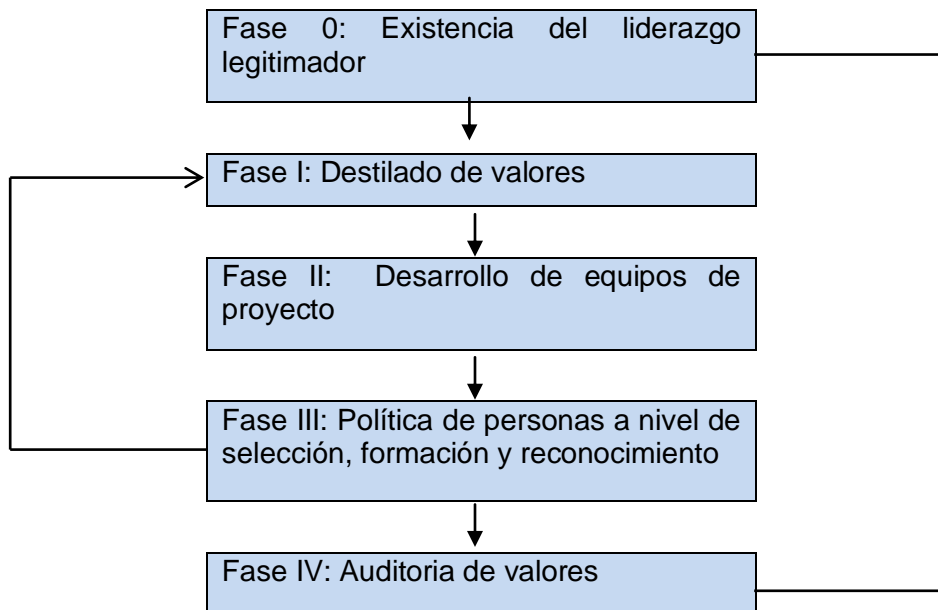 Fase 0: Existencia del liderazgo
legitimador
Fase I: Destilado de valores
Fase II: Desarrollo de equipos de
proyecto
Fase III: Política de personas a nivel de
selección, formación y reconocimiento
Fase IV: Auditoria de valores